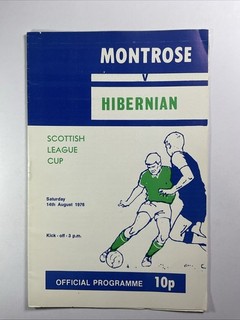 MONTROSE
V
HIBERNIAN
SCOTTISH
LEAGUE
CUP
Saturday
14th August 1976
Kick - off - 3 p.m.
OFFICIAL PROGRAMME 10p